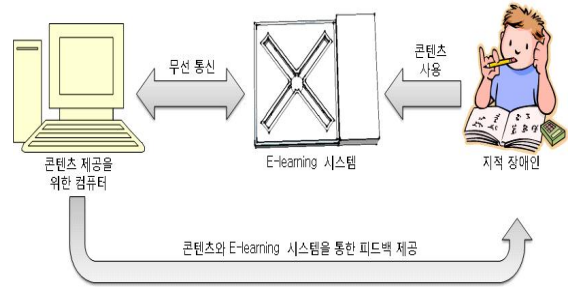 무선 통신
콘텐츠
사용
콘텐츠 제공을
위한 컴퓨터
E-learning 시스템
지적 장애인
콘텐츠와 E-learning 시스템을 통한 피드백 제공